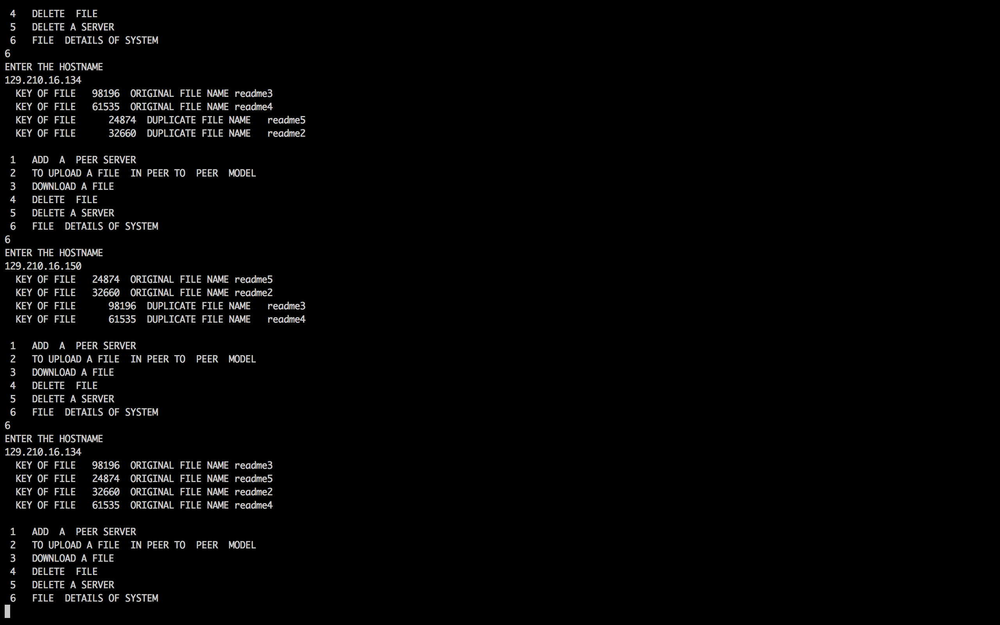 4   DELETE  FILE
 5   DELETE A SERVER
 6   FILE  DETAILS OF SYSTEM
6
ENTER THE HOSTNAME
129.210.16.134
  KEY OF FILE   98196  ORIGINAL FILE NAME readme3
  KEY OF FILE   61535  ORIGINAL FILE NAME readme4
  KEY OF FILE      24874  DUPLICATE FILE NAME   readme5
  KEY OF FILE      32660  DUPLICATE FILE NAME   readme2

 1   ADD  A  PEER SERVER
 2   TO UPLOAD A FILE  IN PEER TO  PEER  MODEL
 3   DOWNLOAD A FILE
 4   DELETE  FILE
 5   DELETE A SERVER
 6   FILE  DETAILS OF SYSTEM
6
ENTER THE HOSTNAME
129.210.16.150
  KEY OF FILE   24874  ORIGINAL FILE NAME readme5
  KEY OF FILE   32660  ORIGINAL FILE NAME readme2
  KEY OF FILE      98196  DUPLICATE FILE NAME   readme3
  KEY OF FILE      61535  DUPLICATE FILE NAME   readme4

 1   ADD  A  PEER SERVER
 2   TO UPLOAD A FILE  IN PEER TO  PEER  MODEL
 3   DOWNLOAD A FILE
 4   DELETE  FILE
 5   DELETE A SERVER
 6   FILE  DETAILS OF SYSTEM
6
ENTER THE HOSTNAME
129.210.16.134
  KEY OF FILE   98196  ORIGINAL FILE NAME readme3
  KEY OF FILE   24874  ORIGINAL FILE NAME readme5
  KEY OF FILE   32660  ORIGINAL FILE NAME readme2
  KEY OF FILE   61535  ORIGINAL FILE NAME readme4

 1   ADD  A  PEER SERVER
 2   TO UPLOAD A FILE  IN PEER TO  PEER  MODEL
 3   DOWNLOAD A FILE
 4   DELETE  FILE
 5   DELETE A SERVER
 6   FILE  DETAILS OF SYSTEM